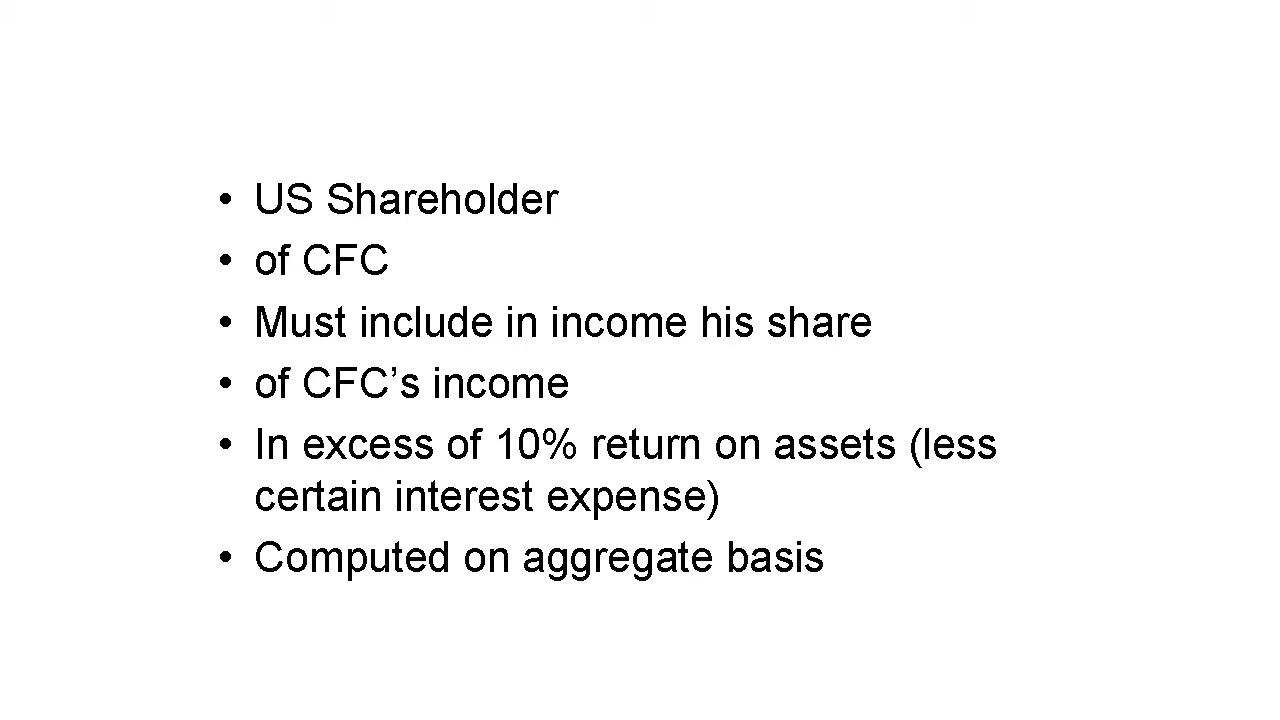 • US Shareholder
• of CFC
• Must include in income his share
• of CFC’s income
• In excess of 10% return on assets (less
certain interest expense)
• Computed on aggregate basis